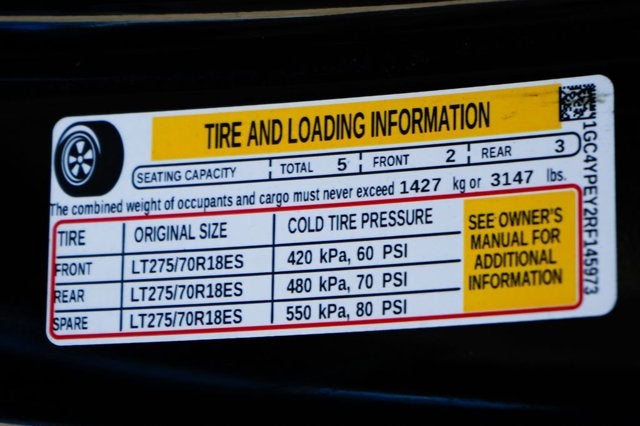 TIRE AND LOADING INFORMATION
SEATING CAPACITY TOTAL 5 FRONT 2 REAR 3
The combined weight of occupants and cargo must never exceed 1427 kg or 3147 lbs.
TIRE ORIGINAL SIZE COLD TIRE PRESSURE
FRONT LT275/70R18ES 420 kPa, 60 PSI
REAR LT275/70R18ES 480 kPa, 70 PSI
SPARE LT275/70R18ES 550 kPa, 80 PSI
SEE OWNER'S
MANUAL FOR
ADDITIONAL
INFORMATION
1GC4YPEY2RF145973